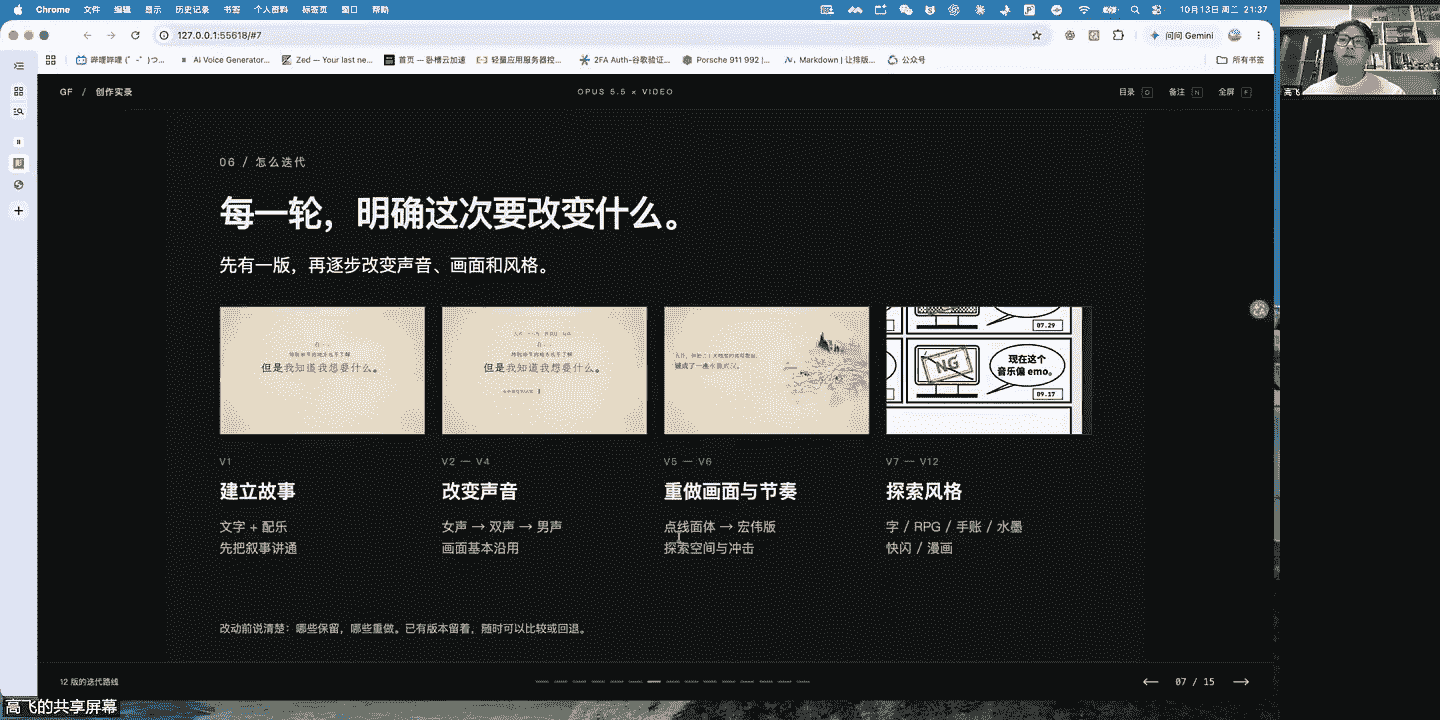 Chrome 文件 编辑 显示 历史记录 书签 个人资料 标签页 窗口 帮助
10月13日 周二 21:37
127.0.0.1:55618/#7
问问 Gemini
哔哩哔哩 (゜-゜)つ...
AI Voice Generator...
Zed — Your last ne...
首页 — 卧槽云加速
轻量应用服务器控...
2FA Auth-谷歌验证...
Porsche 911 992 |...
Markdown | 让排版...
公众号
所有书签
GF / 创作实录
OPUS 5.5 × VIDEO
目录 G 备注 N 全屏 F
高飞
06 / 怎么迭代
每一轮，明确这次要改变什么。
先有一版，再逐步改变声音、画面和风格。
但是我知道我想要什么。
但是我知道我想要什么。
07.29
NG
现在这个
音乐偏 emo。
09.17
V1
建立故事
文字 + 配乐
先把叙事讲通
V2 — V4
改变声音
女声 → 双声 → 男声
画面基本沿用
V5 — V6
重做画面与节奏
点线面体 → 宏伟版
探索空间与冲击
V7 — V12
探索风格
字 / RPG / 手账 / 水墨
快闪 / 漫画
改动前说清楚：哪些保留，哪些重做。已有版本留着，随时可以比较或回退。
12 版的迭代路线
← 07 / 15 →
高飞的共享屏幕